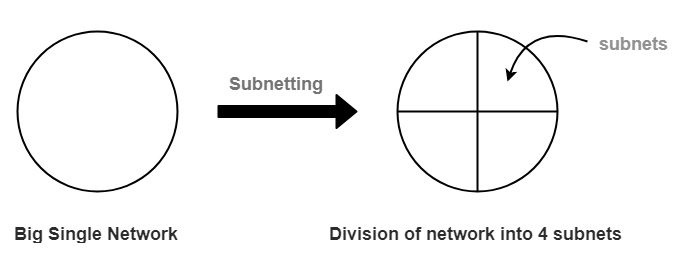 subnets
Subnetting
Big Single Network
Division of network into 4 subnets